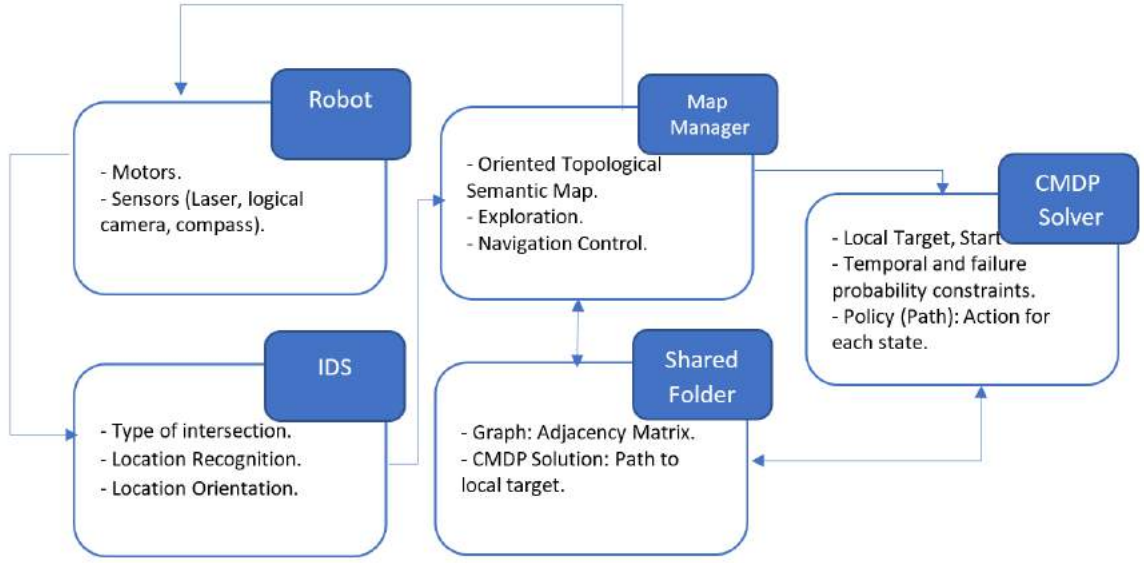 Robot
- Motors.
- Sensors (Laser, logical
camera, compass).
Map
Manager
- Oriented Topological
Semantic Map.
- Exploration.
- Navigation Control.
CMDP
Solver
- Local Target, Start
- Temporal and failure
probability constraints.
- Policy (Path): Action for
each state.
IDS
- Type of intersection.
- Location Recognition.
- Location Orientation.
Shared
Folder
- Graph: Adjacency Matrix.
- CMDP Solution: Path to
local target.